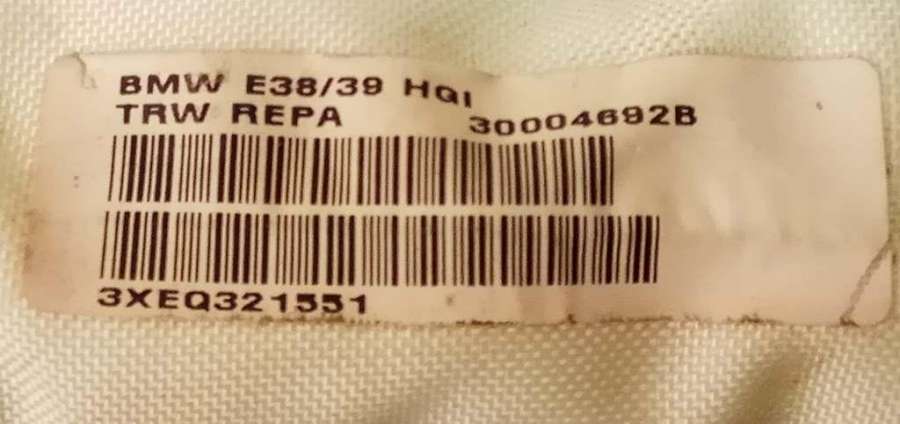 BMW E38/39 HQI
TRW REPA 30004692B
3XEQ321551